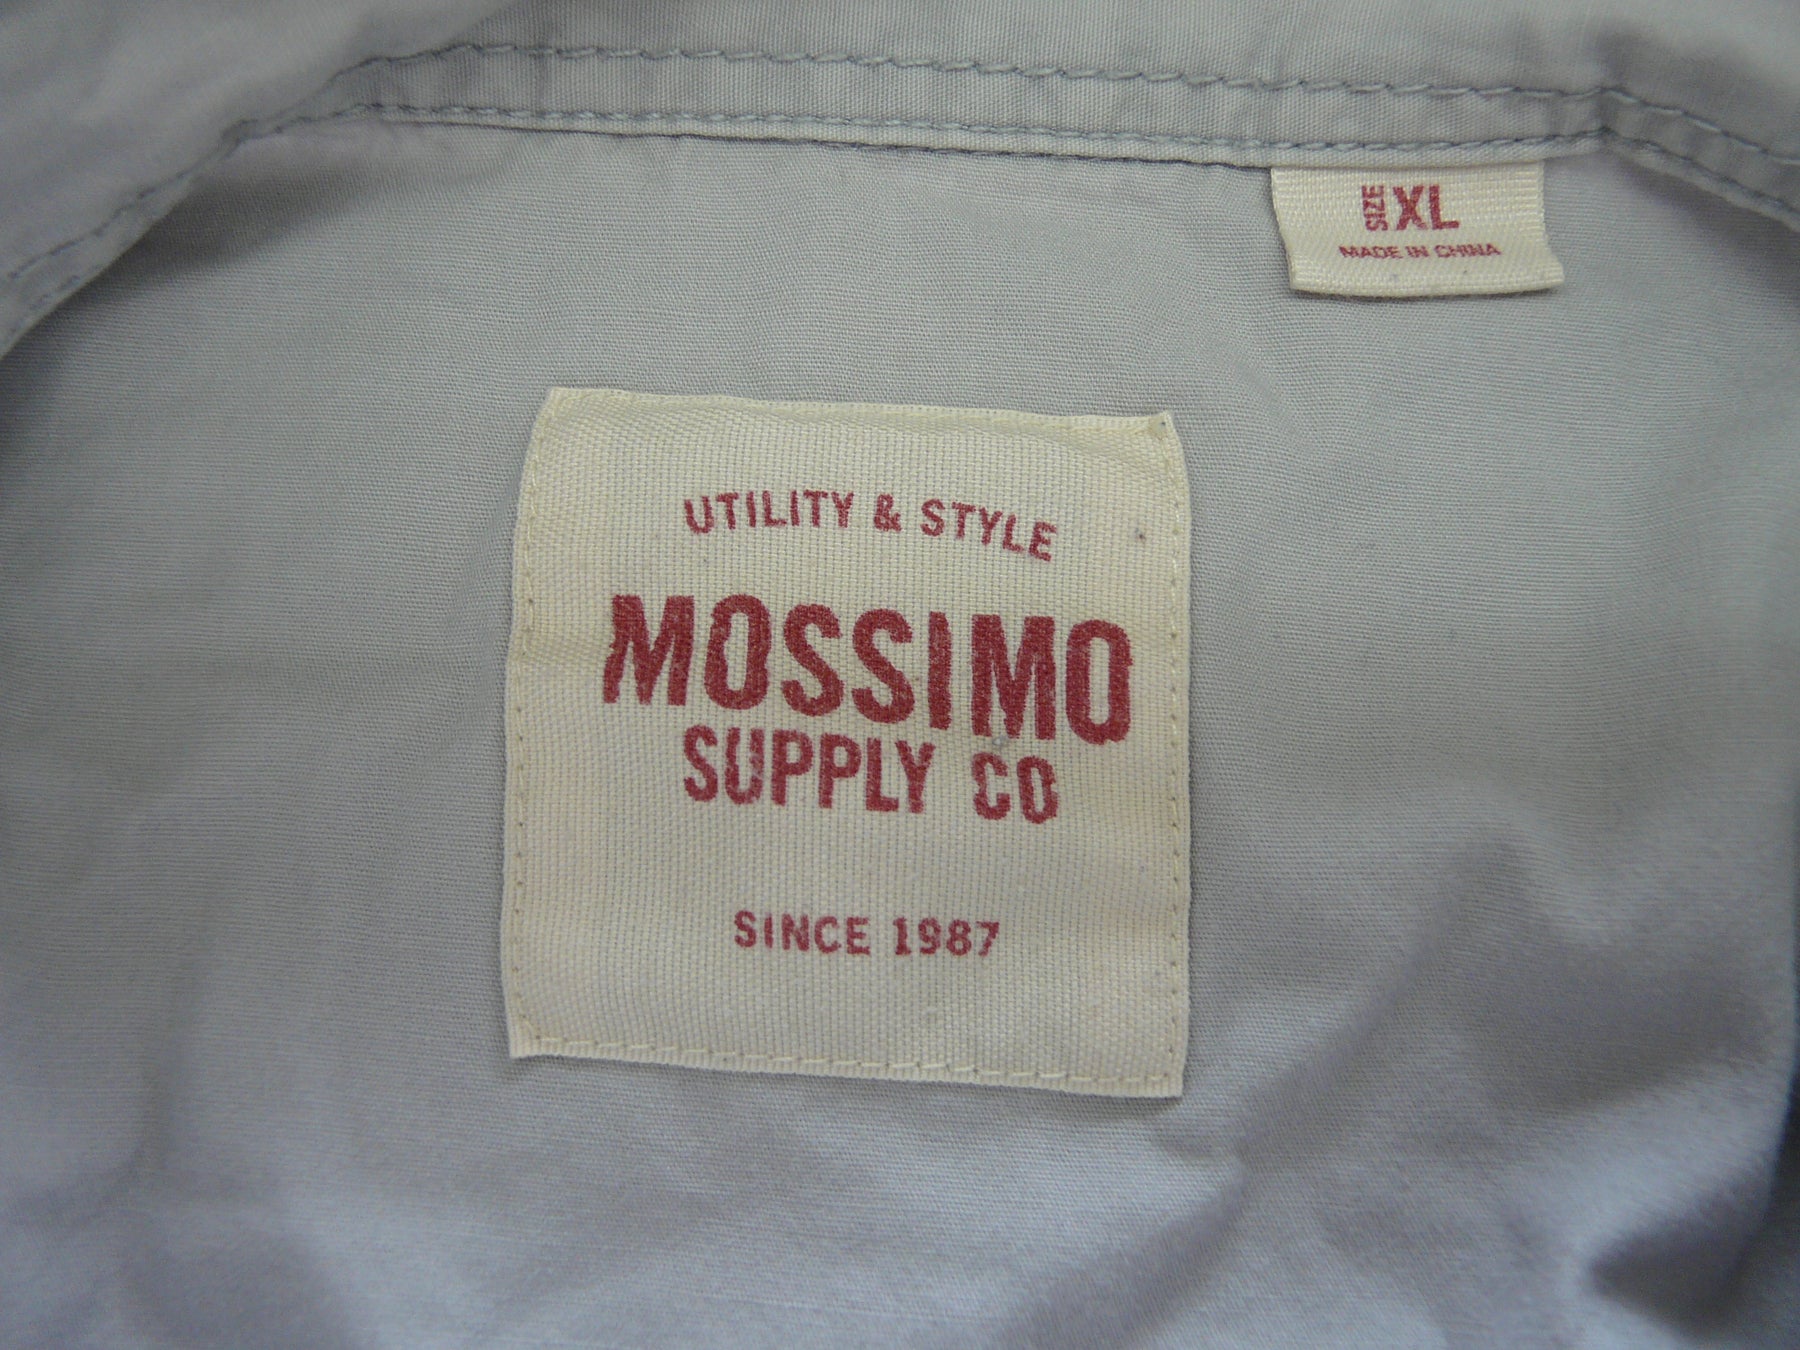 SIZE XL
MADE IN CHINA
UTILITY & STYLE
MOSSIMO
SUPPLY CO
SINCE 1987